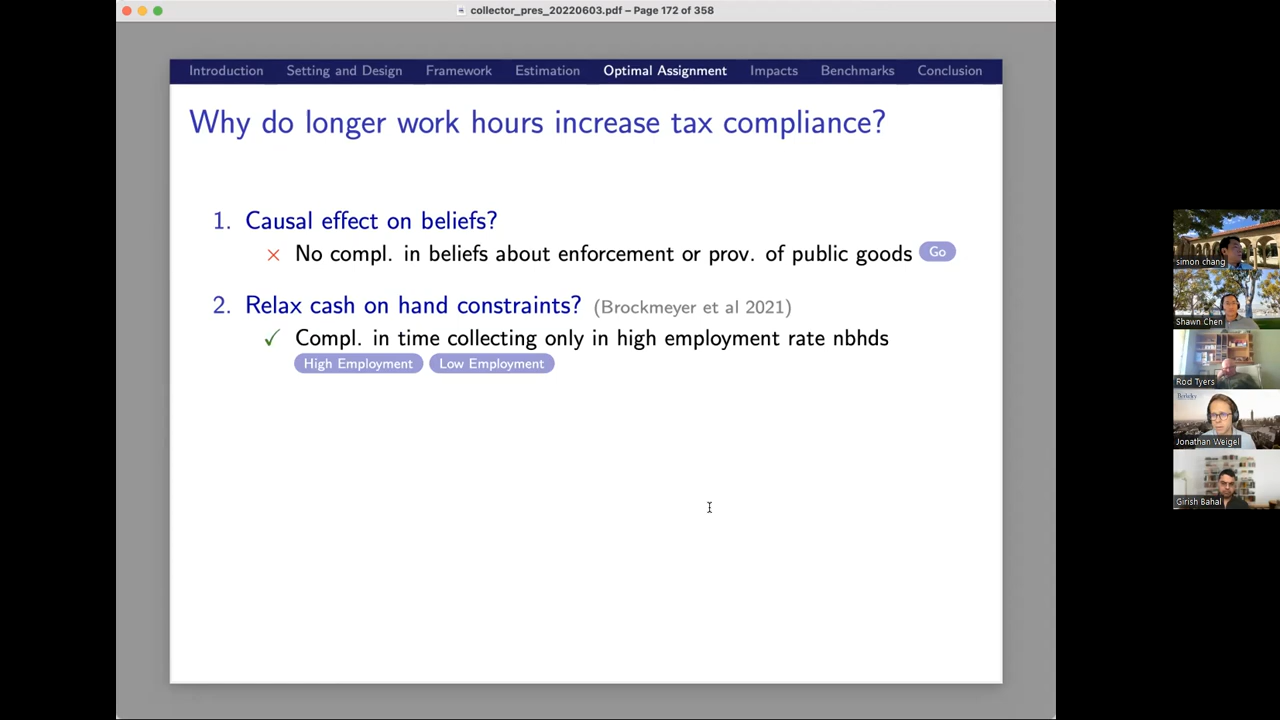 collector_pres_20220603.pdf – Page 172 of 358
Introduction Setting and Design Framework Estimation Optimal Assignment Impacts Benchmarks Conclusion
Why do longer work hours increase tax compliance?
1. Causal effect on beliefs?
× No compl. in beliefs about enforcement or prov. of public goods Go
2. Relax cash on hand constraints? (Brockmeyer et al 2021)
✓ Compl. in time collecting only in high employment rate nbhds
High Employment Low Employment
simon chang
Shawn Chen
Rod Tyers
Berkeley
Jonathan Weigel
Girish Bahal